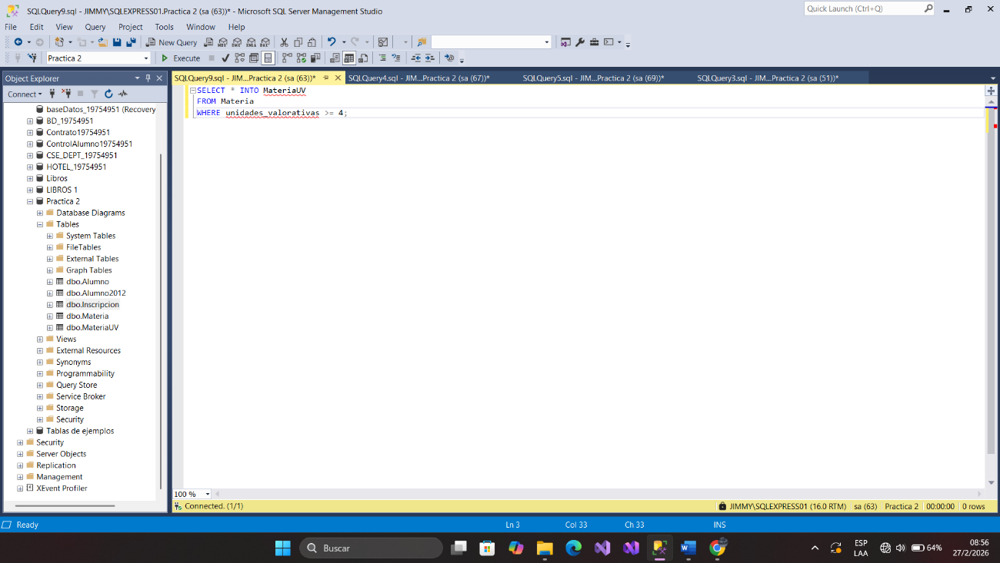 SQLQuery9.sql - JIMMY\SQLEXPRESS01.Practica 2 (sa (63))* - Microsoft SQL Server Management Studio
Quick Launch (Ctrl+Q)
File Edit View Query Project Tools Window Help
New Query
MDX DMX XMLA DAX
Practica 2
Execute
Object Explorer
SQLQuery9.sql - JIM...Practica 2 (sa (63))*
SQLQuery4.sql - JIM...Practica 2 (sa (67))*
SQLQuery5.sql - JIM...Practica 2 (sa (69))*
SQLQuery3.sql - JIM...Practica 2 (sa (51))*
Connect
baseDatos_19754951 (Recovery
BD_19754951
Contrato19754951
ControlAlumno19754951
CSE_DEPT_19754951
HOTEL_19754951
Libros
LIBROS 1
Practica 2
Database Diagrams
Tables
System Tables
FileTables
External Tables
Graph Tables
dbo.Alumno
dbo.Alumno2012
dbo.Inscripcion
dbo.Materia
dbo.MateriaUV
Views
External Resources
Synonyms
Programmability
Query Store
Service Broker
Storage
Security
Tablas de ejemplos
Security
Server Objects
Replication
Management
XEvent Profiler
SELECT * INTO MateriaUV
FROM Materia
WHERE unidades_valorativas >= 4;
100 %
Connected. (1/1)
JIMMY\SQLEXPRESS01 (16.0 RTM) sa (63) Practica 2 00:00:00 0 rows
Ready
Ln 3 Col 33 Ch 33 INS
Buscar
ESP
LAA
64%
08:56
27/2/2026